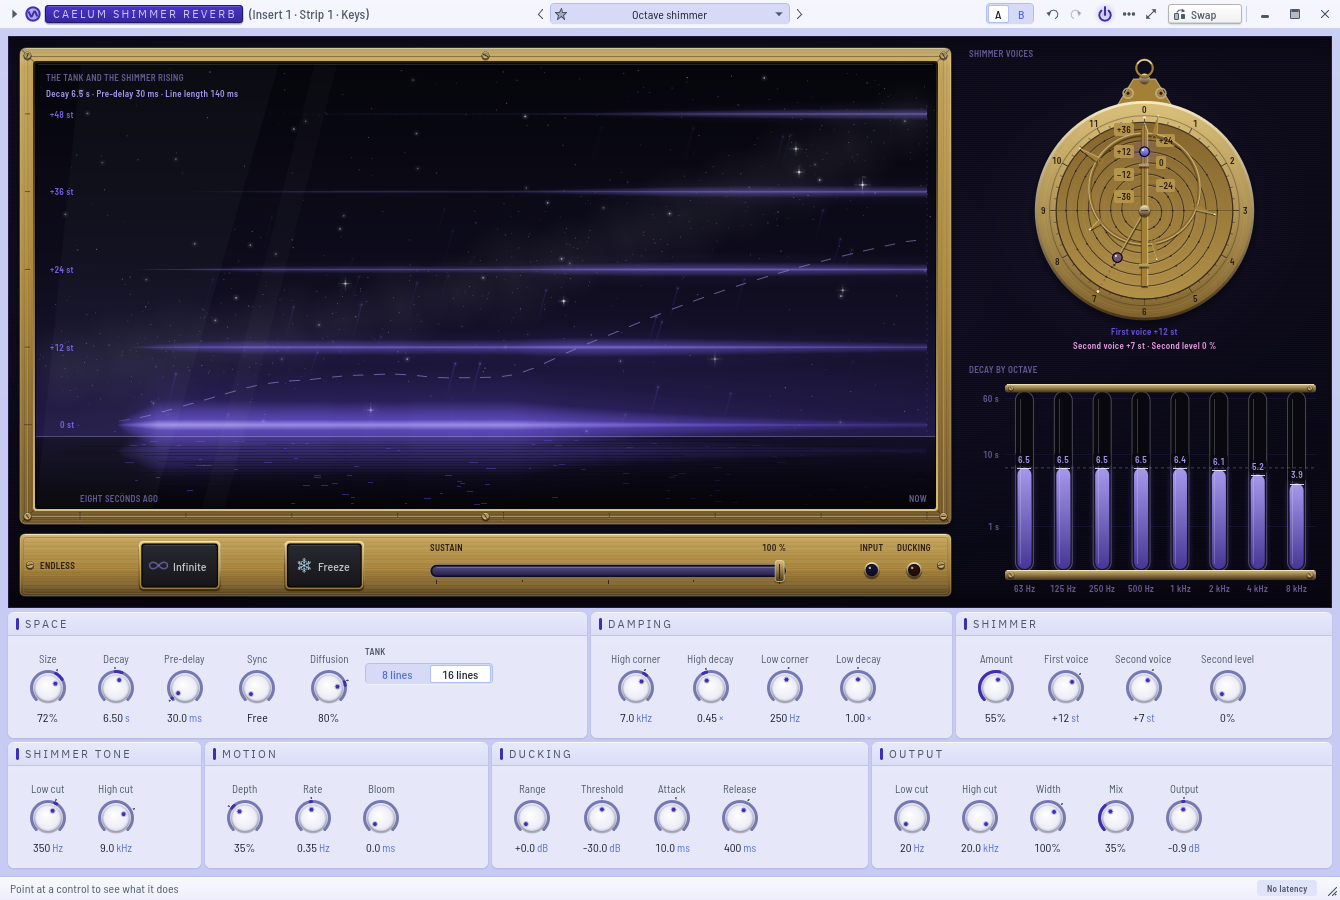 CAELUM SHIMMER REVERB (Insert 1 · Strip 1 · Keys)
Octave shimmer
A B
Swap
THE TANK AND THE SHIMMER RISING
Decay 6.5 s · Pre-delay 30 ms · Line length 140 ms
+48 st
+36 st
+24 st
+12 st
0 st
EIGHT SECONDS AGO
NOW
SHIMMER VOICES
0
11
1
10
2
9
3
8
4
7
5
6
+36
+24
+12
0
-12
-24
-36
First voice +12 st
Second voice +7 st · Second level 0 %
DECAY BY OCTAVE
60 s
10 s
1 s
6.5 6.5 6.5 6.5 6.4 6.1 5.2 3.9
63 Hz 125 Hz 250 Hz 500 Hz 1 kHz 2 kHz 4 kHz 8 kHz
ENDLESS
Infinite
Freeze
SUSTAIN
100 %
INPUT
DUCKING
SPACE
Size Decay Pre-delay Sync Diffusion
72% 6.50 s 30.0 ms Free 80%
TANK
8 lines 16 lines
DAMPING
High corner High decay Low corner Low decay
7.0 kHz 0.45 × 250 Hz 1.00 ×
SHIMMER
Amount First voice Second voice Second level
55% +12 st +7 st 0%
SHIMMER TONE
Low cut High cut
350 Hz 9.0 kHz
MOTION
Depth Rate Bloom
35% 0.35 Hz 0.0 ms
DUCKING
Range Threshold Attack Release
+0.0 dB -30.0 dB 10.0 ms 400 ms
OUTPUT
Low cut High cut Width Mix Output
20 Hz 20.0 kHz 100% 35% -0.9 dB
Point at a control to see what it does
No latency